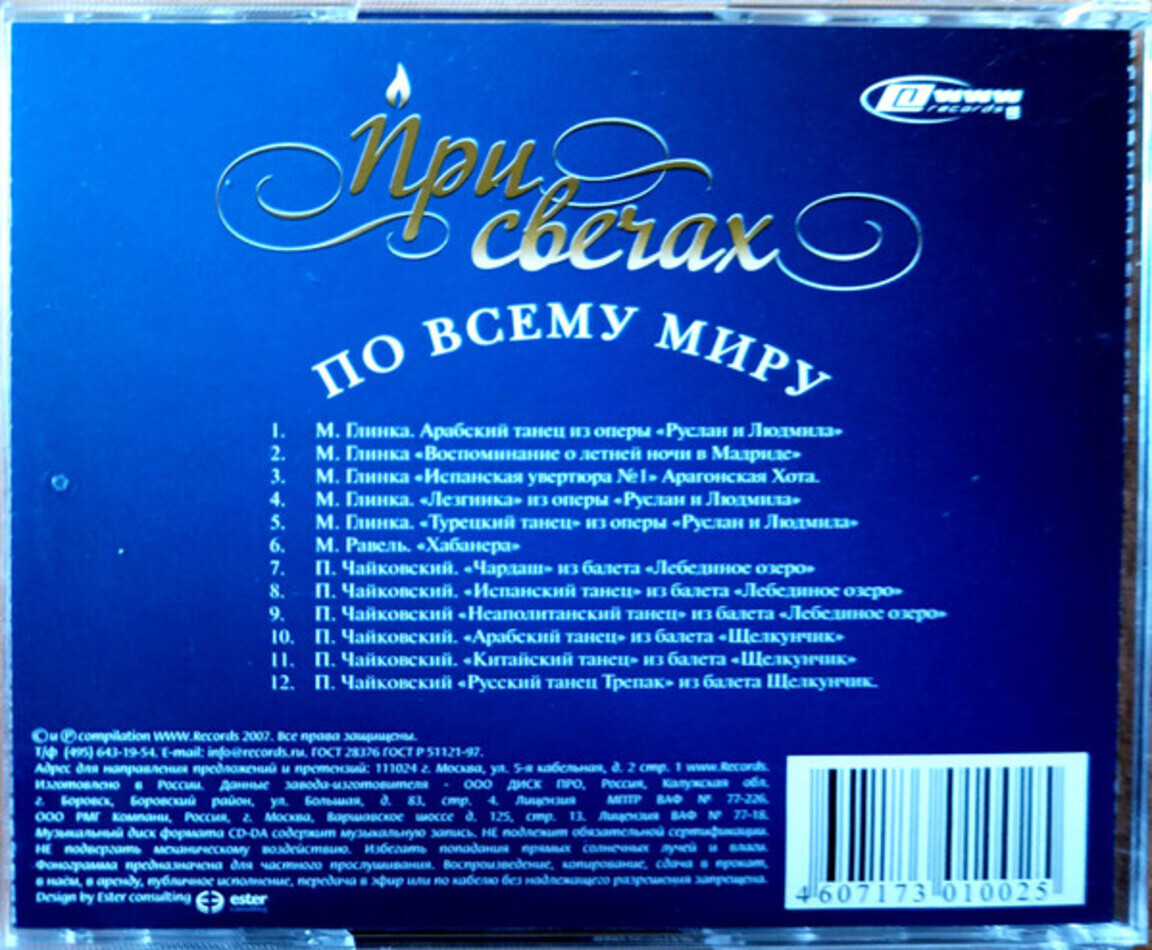 www
records
При
свечах
ПО ВСЕМУ МИРУ
1. М. Глинка. Арабский танец из оперы «Руслан и Людмила»
2. М. Глинка «Воспоминание о летней ночи в Мадриде»
3. М. Глинка «Испанская увертюра №1» Арагонская Хота.
4. М. Глинка. «Лезгинка» из оперы «Руслан и Людмила»
5. М. Глинка. «Турецкий танец» из оперы «Руслан и Людмила»
6. М. Равель. «Хабанера»
7. П. Чайковский. «Чардаш» из балета «Лебединое озеро»
8. П. Чайковский. «Испанский танец» из балета «Лебединое озеро»
9. П. Чайковский «Неаполитанский танец» из балета «Лебединое озеро»
10. П. Чайковский. «Арабский танец» из балета «Щелкунчик»
11. П. Чайковский. «Китайский танец» из балета «Щелкунчик»
12. П. Чайковский «Русский танец Трепак» из балета Щелкунчик.
© и ℗ compilation WWW.Records 2007. Все права защищены.
Т/ф (495) 643-19-54. E-mail: info@records.ru. ГОСТ 28376 ГОСТ Р 51121-97.
Адрес для направления предложений и претензий: 111024 г. Москва, ул. 5-я кабельная, д. 2 стр. 1 www.Records.
Изготовлено в России. Данные завода-изготовителя - ООО ДИСК ПРО, Россия, Калужская обл.
г. Боровск, Боровский район, ул. Большая, д. 83, стр. 4. Лицензия МПТР ВАФ № 77-226.
ООО РМГ Компани, Россия, г. Москва, Варшавское шоссе д. 125, стр. 13. Лицензия ВАФ № 77-18.
Музыкальный диск формата CD-DA содержит музыкальную запись. НЕ подлежит обязательной сертификации.
НЕ подвергать механическому воздействию. Избегать попадания прямых солнечных лучей и влаги.
Фонограмма предназначена для частного прослушивания. Воспроизведение, копирование, сдача в прокат,
в наём, в аренду, публичное исполнение, передача в эфир или по кабелю без надлежащего разрешения запрещена.
Design by Ester consulting ester
consulting
4 607173 010025